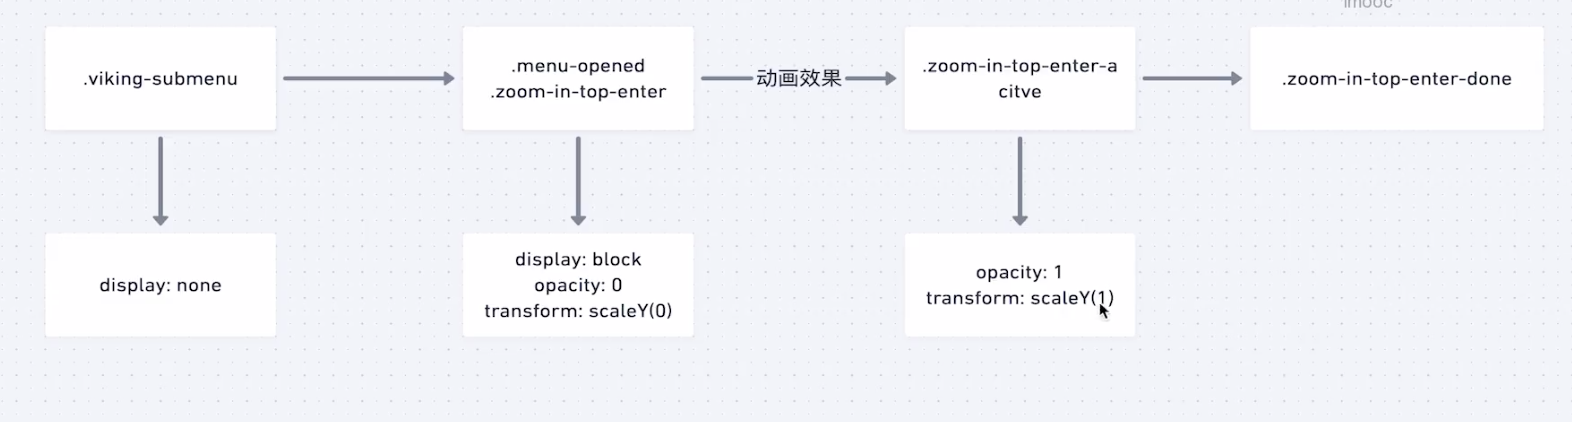 imooc
.viking-submenu
.menu-opened
.zoom-in-top-enter
动画效果
.zoom-in-top-enter-a
citve
.zoom-in-top-enter-done
display: none
display: block
opacity: 0
transform: scaleY(0)
opacity: 1
transform: scaleY(1)